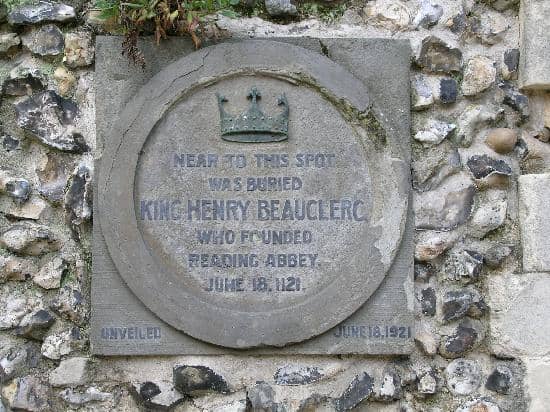 NEAR TO THIS SPOT
WAS BURIED
KING HENRY BEAUCLERC
WHO FOUNDED
READING ABBEY.
JUNE 18, 1121.
UNVEILED JUNE 18, 1921